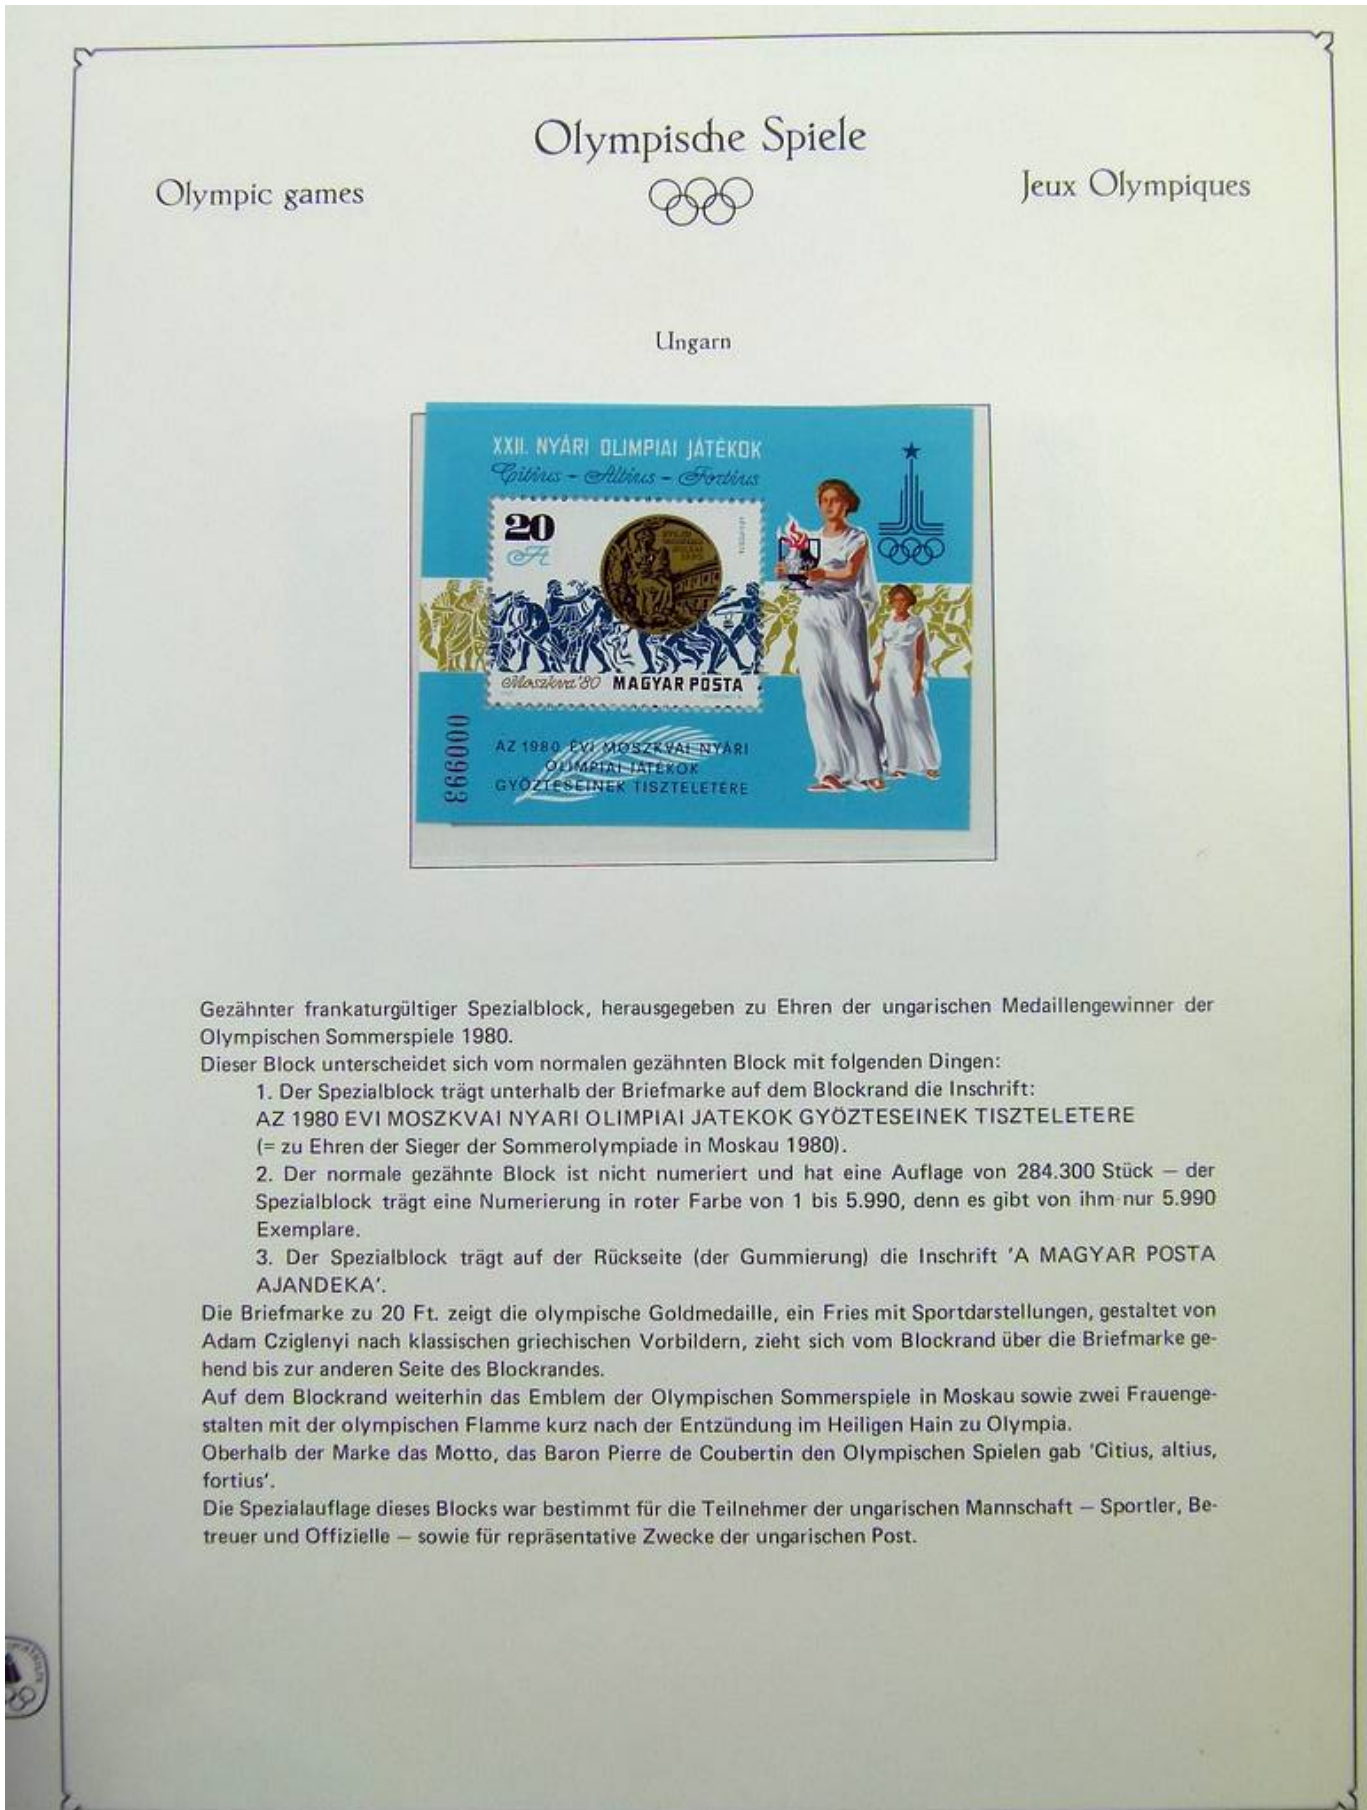 Olympische Spiele
Olympic games
Jeux Olympiques
Ungarn
XXII. NYÁRI OLIMPIAI JÁTÉKOK
Citius - Altius - Fortius
20
Ft
Moszkva'80 MAGYAR POSTA
000993
AZ 1980 ÉVI MOSZKVAI NYÁRI
OLIMPIAI JÁTÉKOK
GYŐZTESEINEK TISZTELETÉRE
Gezähnter frankaturgültiger Spezialblock, herausgegeben zu Ehren der ungarischen Medaillengewinner der
Olympischen Sommerspiele 1980.
Dieser Block unterscheidet sich vom normalen gezähnten Block mit folgenden Dingen:
1. Der Spezialblock trägt unterhalb der Briefmarke auf dem Blockrand die Inschrift:
AZ 1980 EVI MOSZKVAI NYARI OLIMPIAI JATEKOK GYÖZTESEINEK TISZTELETERE
(= zu Ehren der Sieger der Sommerolympiade in Moskau 1980).
2. Der normale gezähnte Block ist nicht numeriert und hat eine Auflage von 284.300 Stück — der
Spezialblock trägt eine Numerierung in roter Farbe von 1 bis 5.990, denn es gibt von ihm nur 5.990
Exemplare.
3. Der Spezialblock trägt auf der Rückseite (der Gummierung) die Inschrift 'A MAGYAR POSTA
AJANDEKA'.
Die Briefmarke zu 20 Ft. zeigt die olympische Goldmedaille, ein Fries mit Sportdarstellungen, gestaltet von
Adam Cziglenyi nach klassischen griechischen Vorbildern, zieht sich vom Blockrand über die Briefmarke ge-
hend bis zur anderen Seite des Blockrandes.
Auf dem Blockrand weiterhin das Emblem der Olympischen Sommerspiele in Moskau sowie zwei Frauenge-
stalten mit der olympischen Flamme kurz nach der Entzündung im Heiligen Hain zu Olympia.
Oberhalb der Marke das Motto, das Baron Pierre de Coubertin den Olympischen Spielen gab 'Citius, altius,
fortius'.
Die Spezialauflage dieses Blocks war bestimmt für die Teilnehmer der ungarischen Mannschaft — Sportler, Be-
treuer und Offizielle — sowie für repräsentative Zwecke der ungarischen Post.